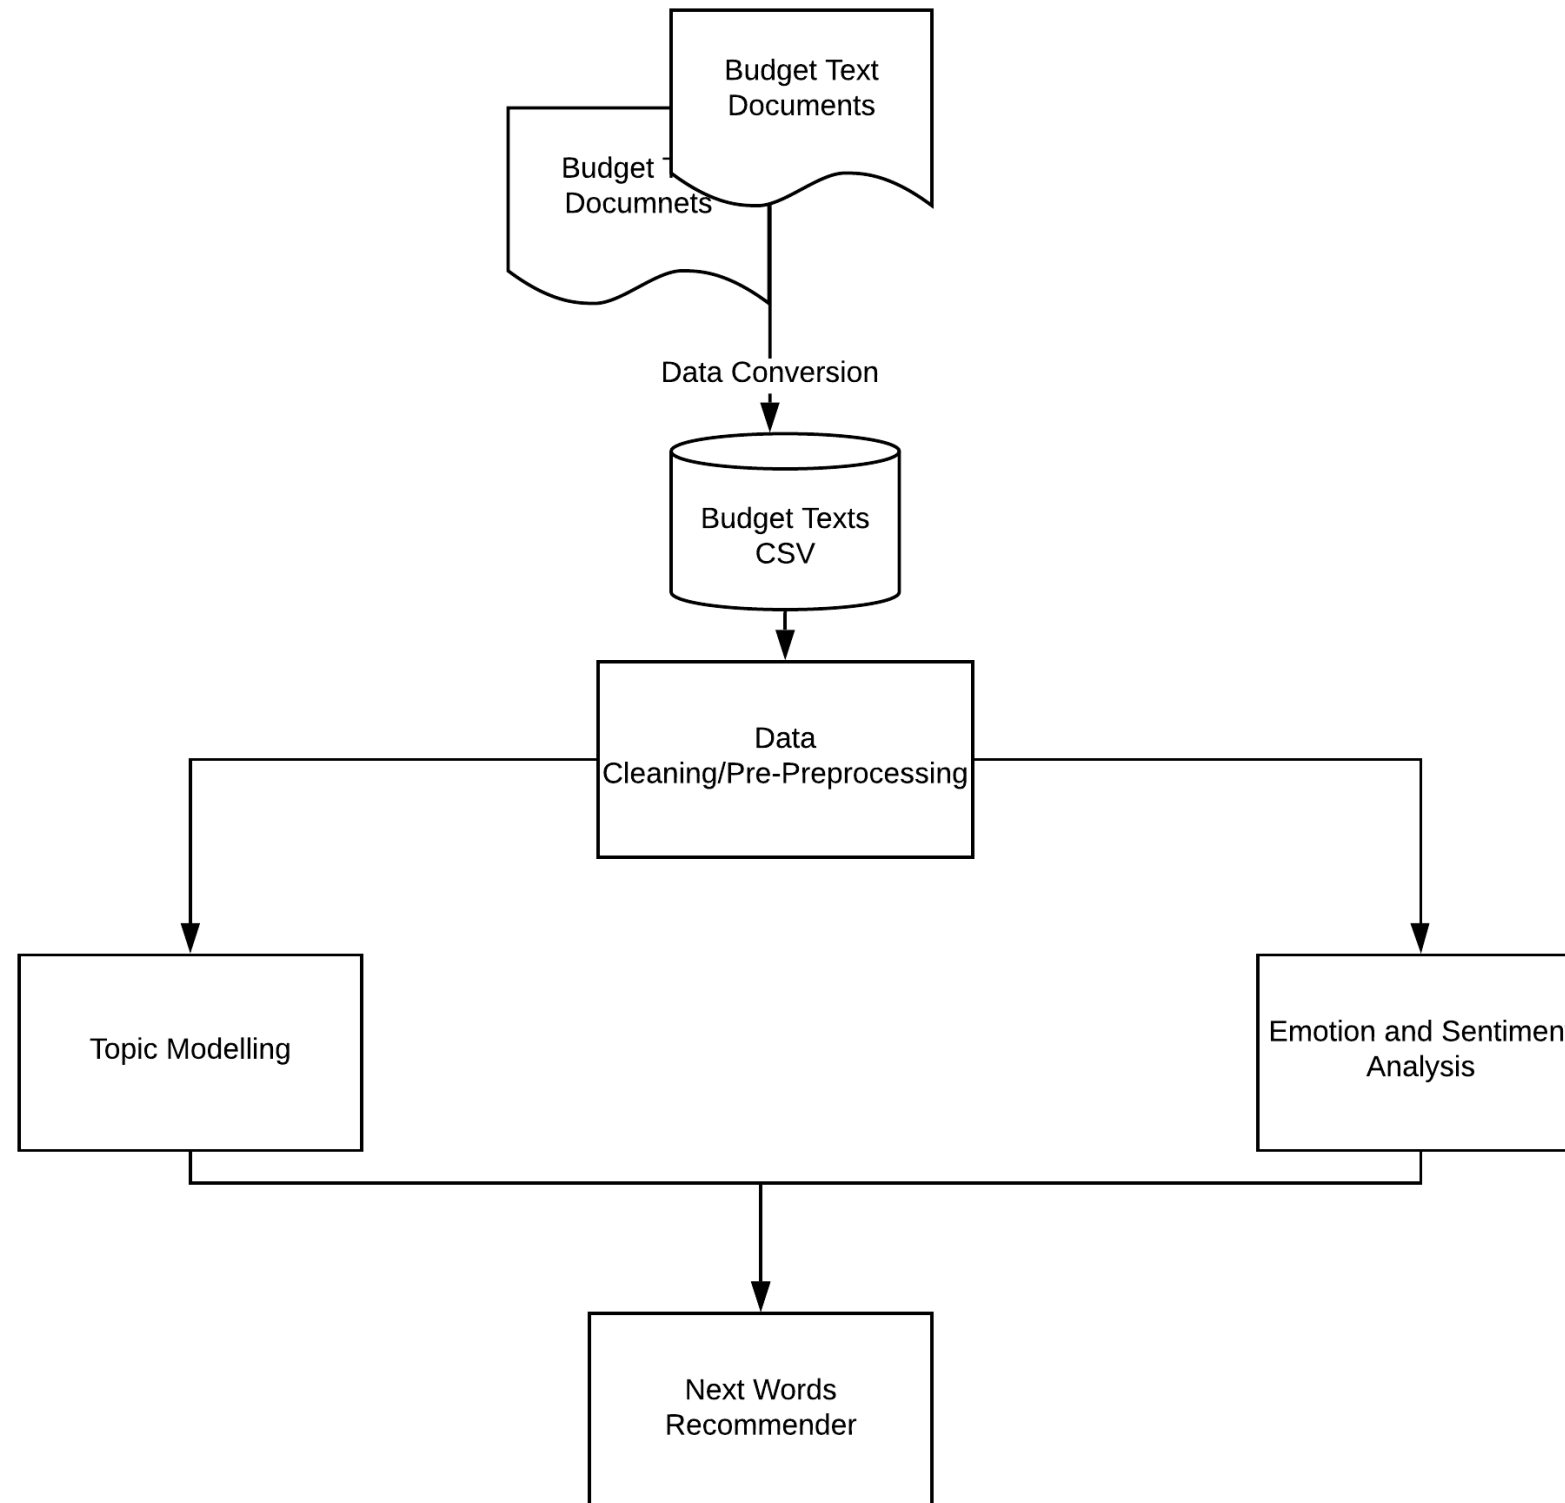 Budget Text
Documents
Budget
Documnets
Data Conversion
Budget Texts
CSV
Data
Cleaning/Pre-Preprocessing
Topic Modelling
Emotion and Sentimen
Analysis
Next Words
Recommender